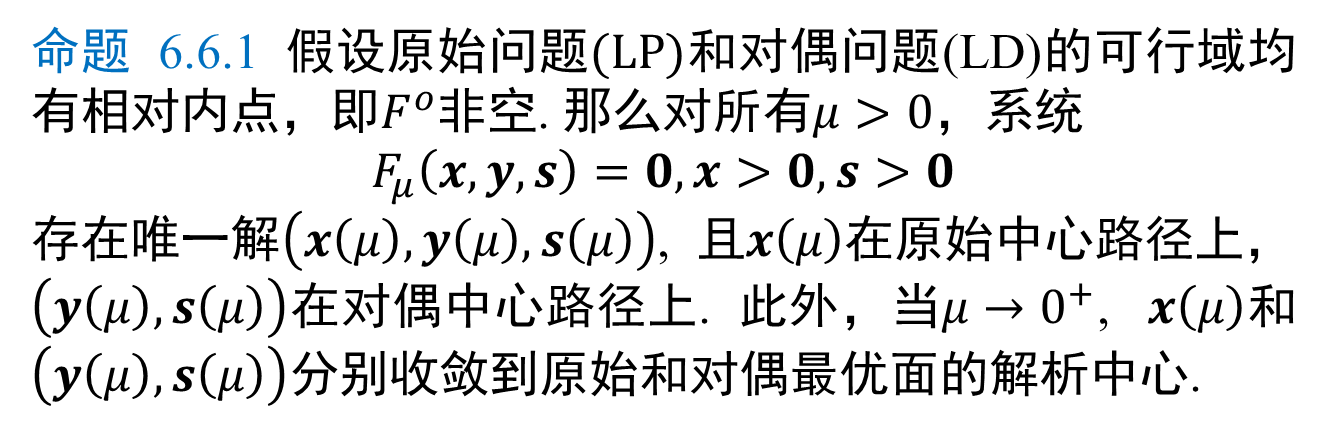 命题 6.6.1 假设原始问题(LP)和对偶问题(LD)的可行域均
有相对内点，即F^o非空. 那么对所有μ > 0，系统
F_μ(x, y, s) = 0, x > 0, s > 0
存在唯一解(x(μ), y(μ), s(μ)), 且x(μ)在原始中心路径上，
(y(μ), s(μ))在对偶中心路径上. 此外，当μ → 0⁺, x(μ)和
(y(μ), s(μ))分别收敛到原始和对偶最优面的解析中心.